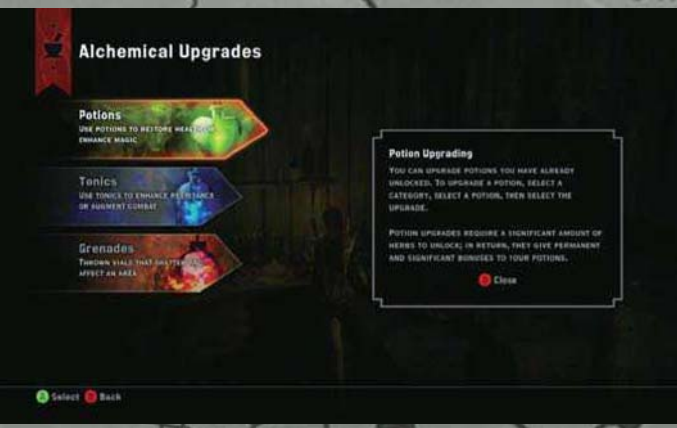 Alchemical Upgrades
Potions
USE POTIONS TO RESTORE HEALTH OR
ENHANCE MAGIC
Tonics
USE TONICS TO ENHANCE RESISTANCE
OR AUGMENT COMBAT
Grenades
THROWN VIALS THAT SHATTER AND
AFFECT AN AREA
Potion Upgrading
YOU CAN UPGRADE POTIONS YOU HAVE ALREADY
UNLOCKED. TO UPGRADE A POTION, SELECT A
CATEGORY, SELECT A POTION, THEN SELECT THE
UPGRADE.
POTION UPGRADES REQUIRE A SIGNIFICANT AMOUNT OF
HERBS TO UNLOCK; IN RETURN, THEY GIVE PERMANENT
AND SIGNIFICANT BONUSES TO YOUR POTIONS.
Close
A Select B Back